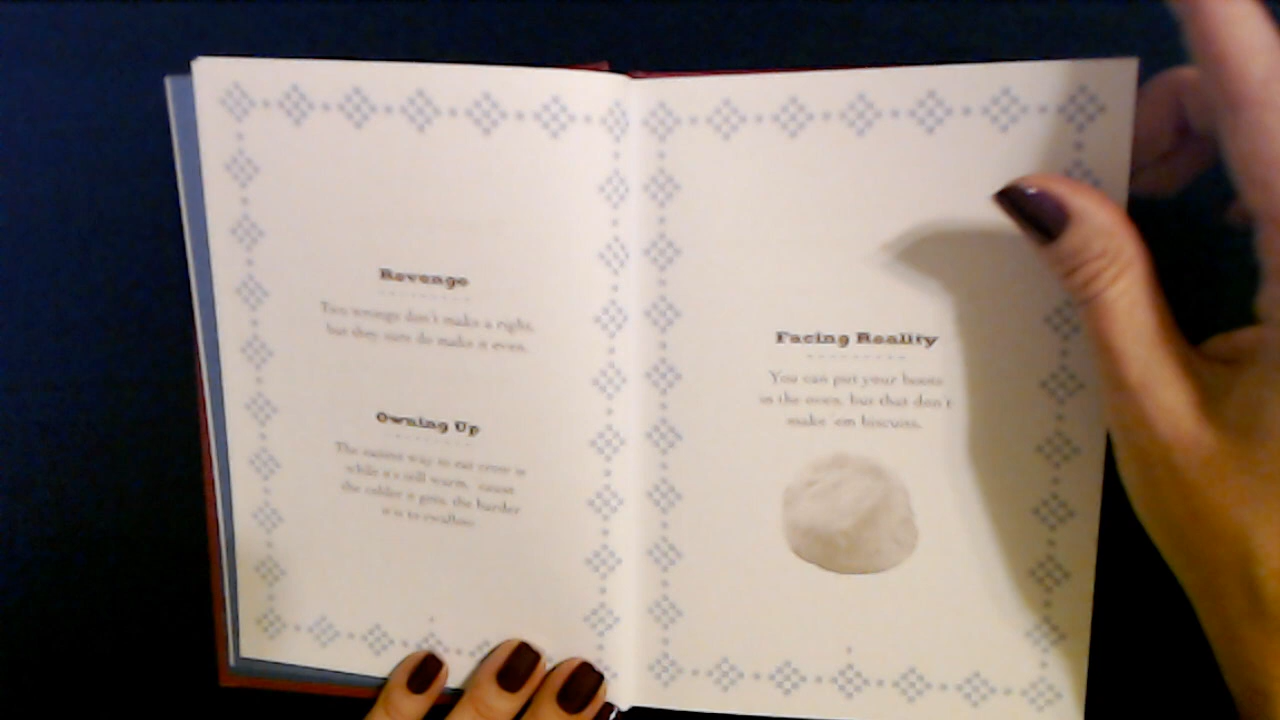 Revenge
Two wrongs don't make a right,
but they sure do make it even.
Owning Up
The easiest way to eat crow is
while it's still warm, 'cause
the colder it gets, the harder
it is to swallow.
Facing Reality
You can put your boots
in the oven, but that don't
make 'em biscuits.